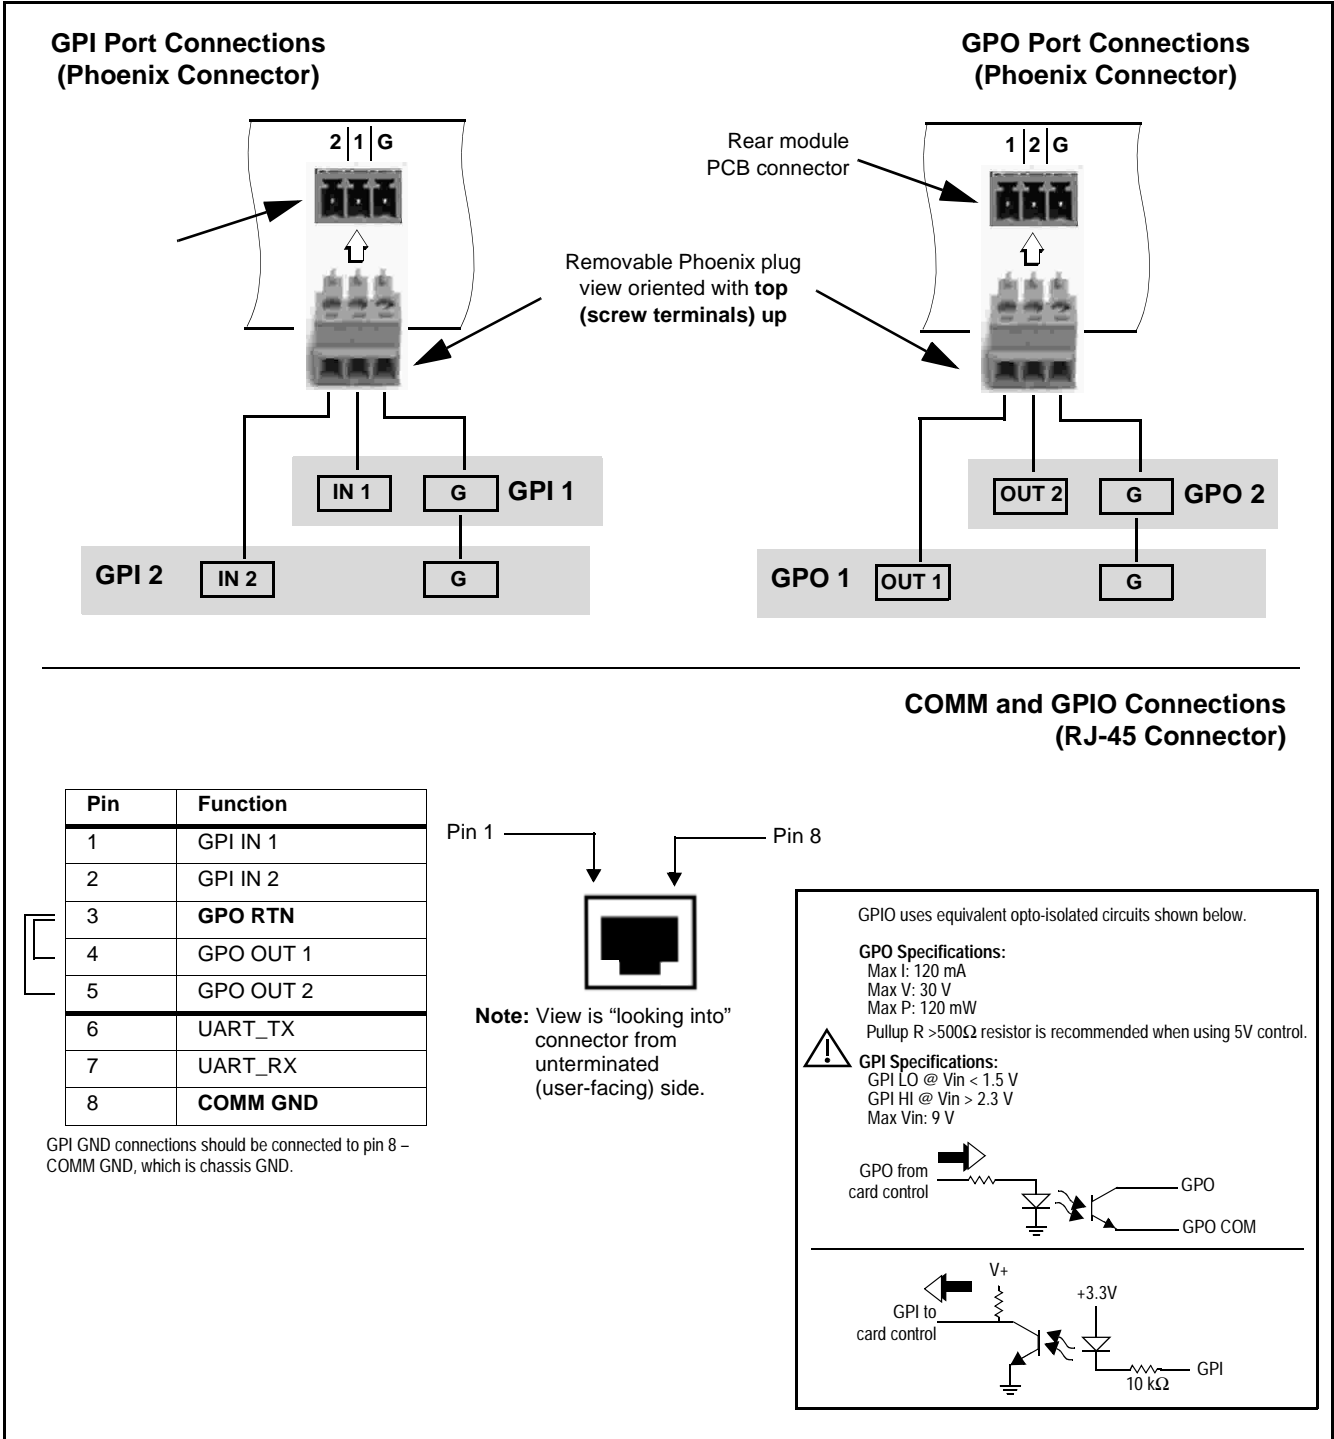 GPI Port Connections
(Phoenix Connector)
GPO Port Connections
(Phoenix Connector)
2 1 G
Rear module
PCB connector
1 2 G
Removable Phoenix plug
view oriented with top
(screw terminals) up
IN 1 G GPI 1
GPI 2 IN 2 G
OUT 2 G GPO 2
GPO 1 OUT 1 G
COMM and GPIO Connections
(RJ-45 Connector)
Pin Function
1 GPI IN 1
2 GPI IN 2
3 GPO RTN
4 GPO OUT 1
5 GPO OUT 2
6 UART_TX
7 UART_RX
8 COMM GND
GPI GND connections should be connected to pin 8 –
COMM GND, which is chassis GND.
Pin 1 Pin 8
Note: View is “looking into”
connector from
unterminated
(user-facing) side.
GPIO uses equivalent opto-isolated circuits shown below.
GPO Specifications:
Max I: 120 mA
Max V: 30 V
Max P: 120 mW
Pullup R >500Ω resistor is recommended when using 5V control.
GPI Specifications:
GPI LO @ Vin < 1.5 V
GPI HI @ Vin > 2.3 V
Max Vin: 9 V
GPO from
card control
GPO
GPO COM
V+
+3.3V
GPI to
card control
GPI
10 kΩ